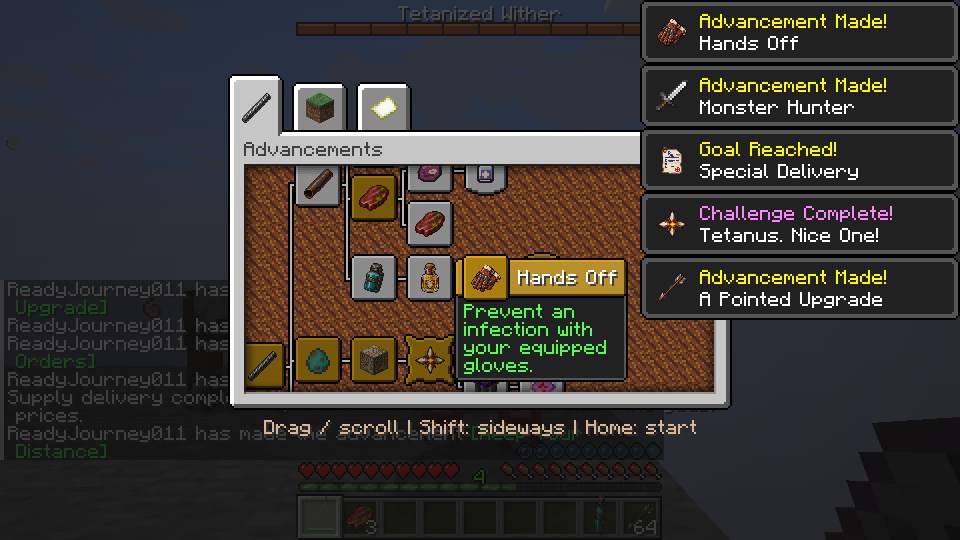 Tetanized Wither
Advancement Made!
Hands Off
Advancement Made!
Monster Hunter
Goal Reached!
Special Delivery
Challenge Complete!
Tetanus. Nice One!
Advancement Made!
A Pointed Upgrade
Advancements
Hands Off
Prevent an
infection with
your equipped
gloves.
ReadyJourney011 has
Upgrade]
ReadyJourney011 has
ReadyJourney011 has
Orders]
ReadyJourney011 has
Supply delivery
prices.
ReadyJourney011 has made the advancement
Distance]
Drag / scroll | Shift: sideways | Home: start
4
3
64